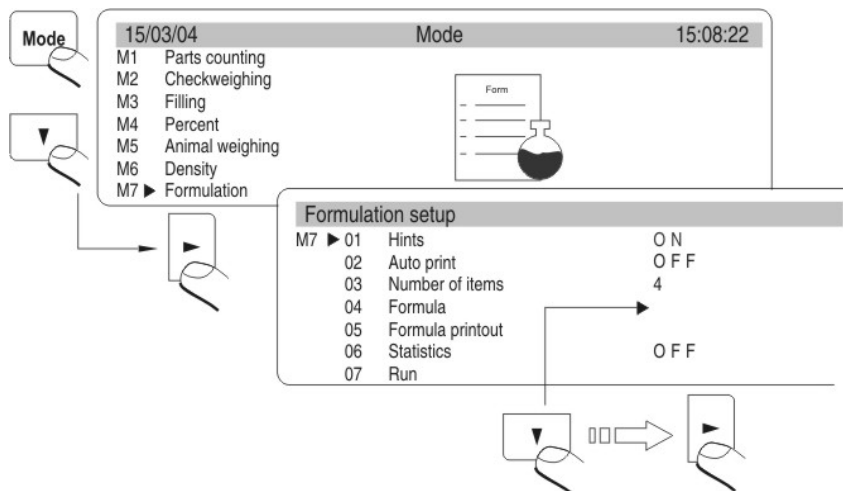 Mode
15/03/04 Mode 15:08:22
M1 Parts counting
M2 Checkweighing
M3 Filling
M4 Percent
M5 Animal weighing
M6 Density
M7 Formulation
Form
Formulation setup
M7 01 Hints O N
02 Auto print O F F
03 Number of items 4
04 Formula
05 Formula printout
06 Statistics O F F
07 Run